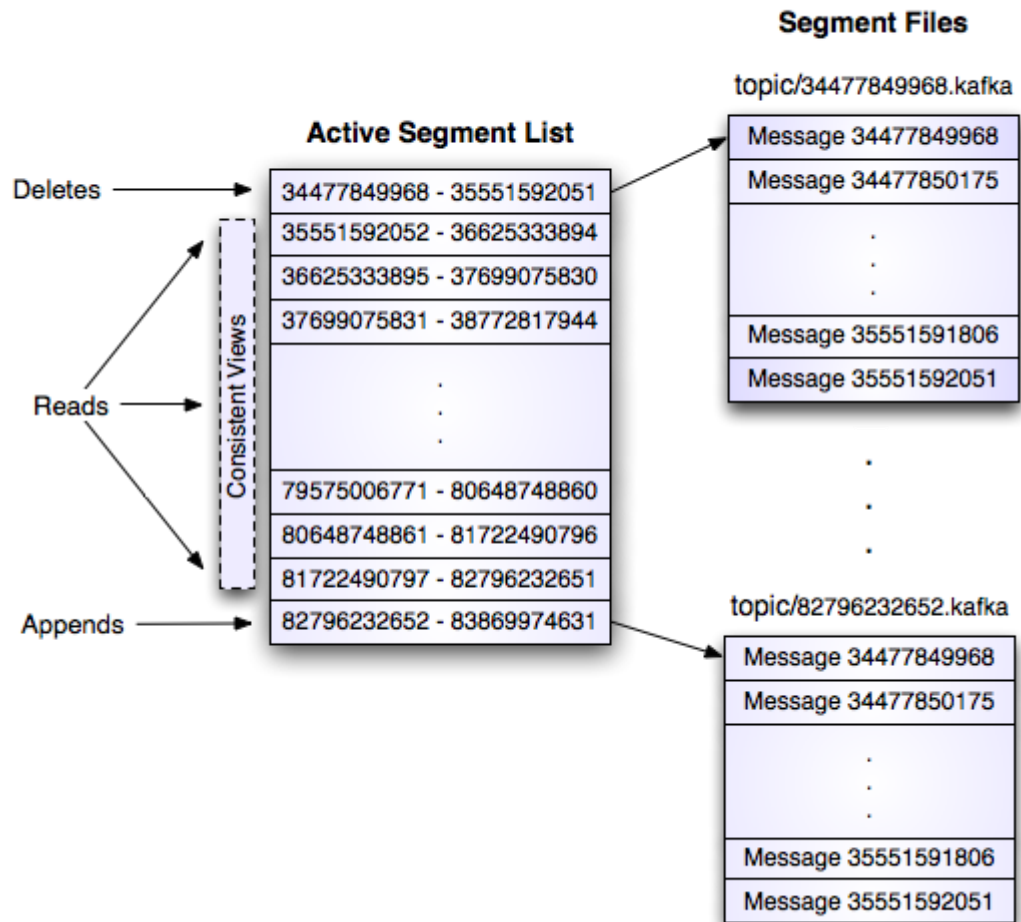 Segment Files
topic/34477849968.kafka
Message 34477849968
Message 34477850175
.
.
.
Message 35551591806
Message 35551592051
Active Segment List
34477849968 - 35551592051
35551592052 - 36625333894
36625333895 - 37699075830
37699075831 - 38772817944
.
.
.
79575006771 - 80648748860
80648748861 - 81722490796
81722490797 - 82796232651
82796232652 - 83869974631
Deletes
Reads
Appends
Consistent Views
.
.
.
topic/82796232652.kafka
Message 34477849968
Message 34477850175
.
.
.
Message 35551591806
Message 35551592051